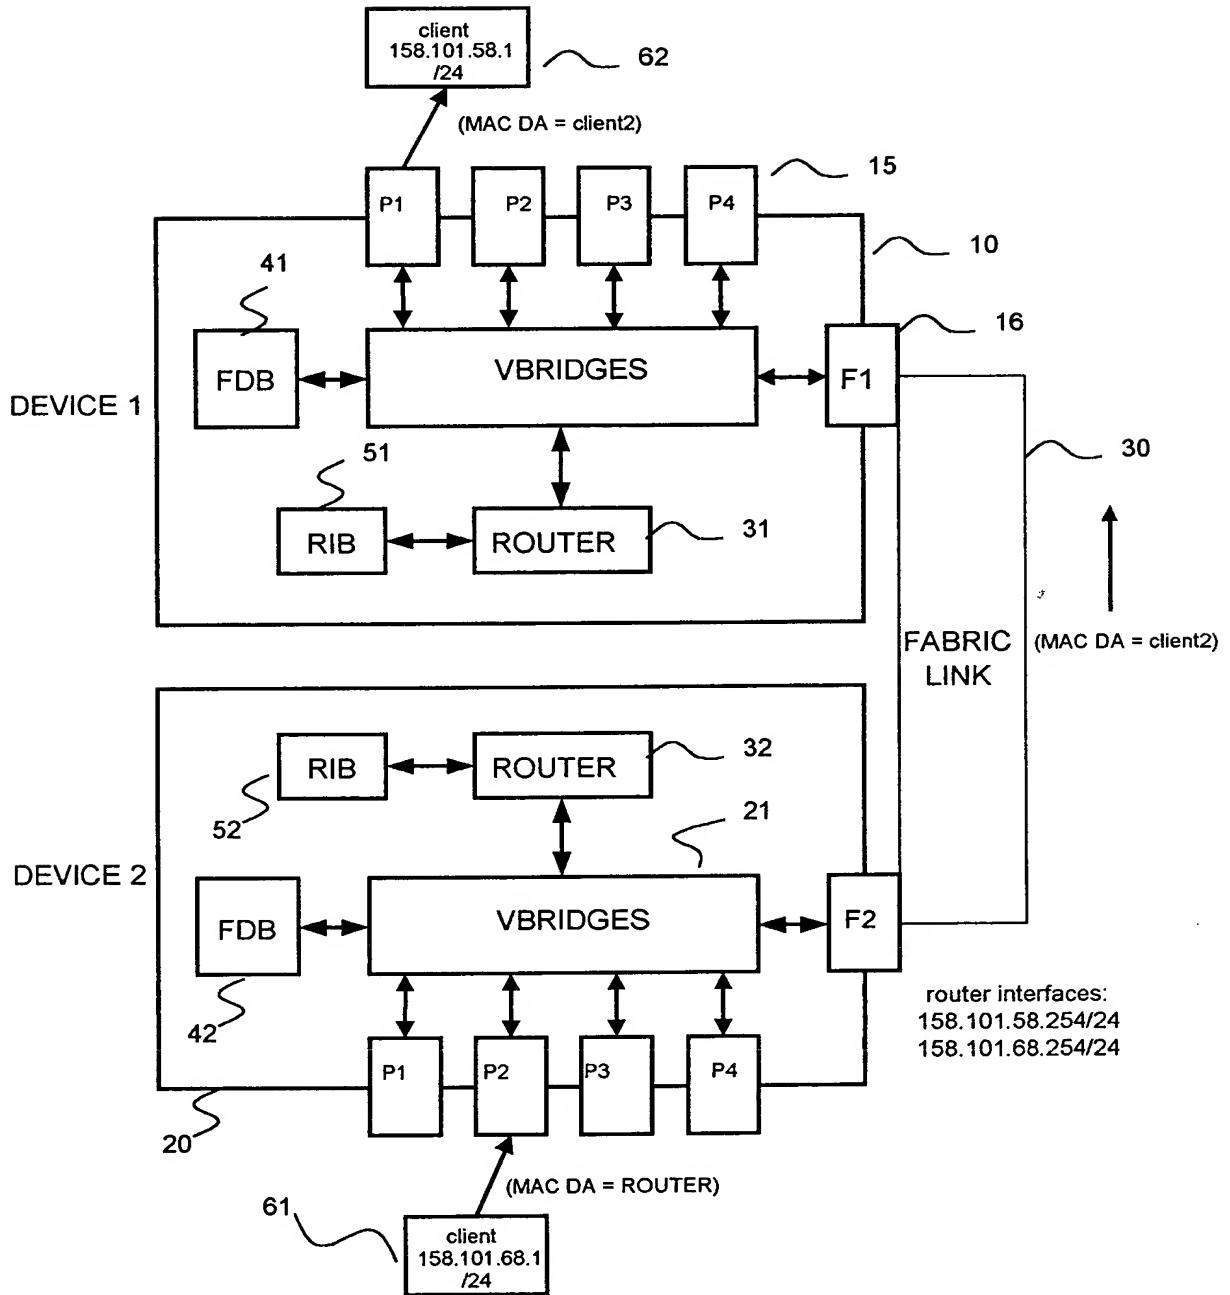 client
158.101.58.1
/24
62
(MAC DA = client2)
15
P1
P2
P3
P4
10
41
16
FDB
VBRIDGES
F1
DEVICE 1
51
30
RIB
ROUTER
31
FABRIC
LINK
(MAC DA = client2)
RIB
ROUTER
32
52
21
DEVICE 2
FDB
VBRIDGES
F2
42
router interfaces:
158.101.58.254/24
158.101.68.254/24
P1
P2
P3
P4
20
(MAC DA = ROUTER)
61
client
158.101.68.1
/24